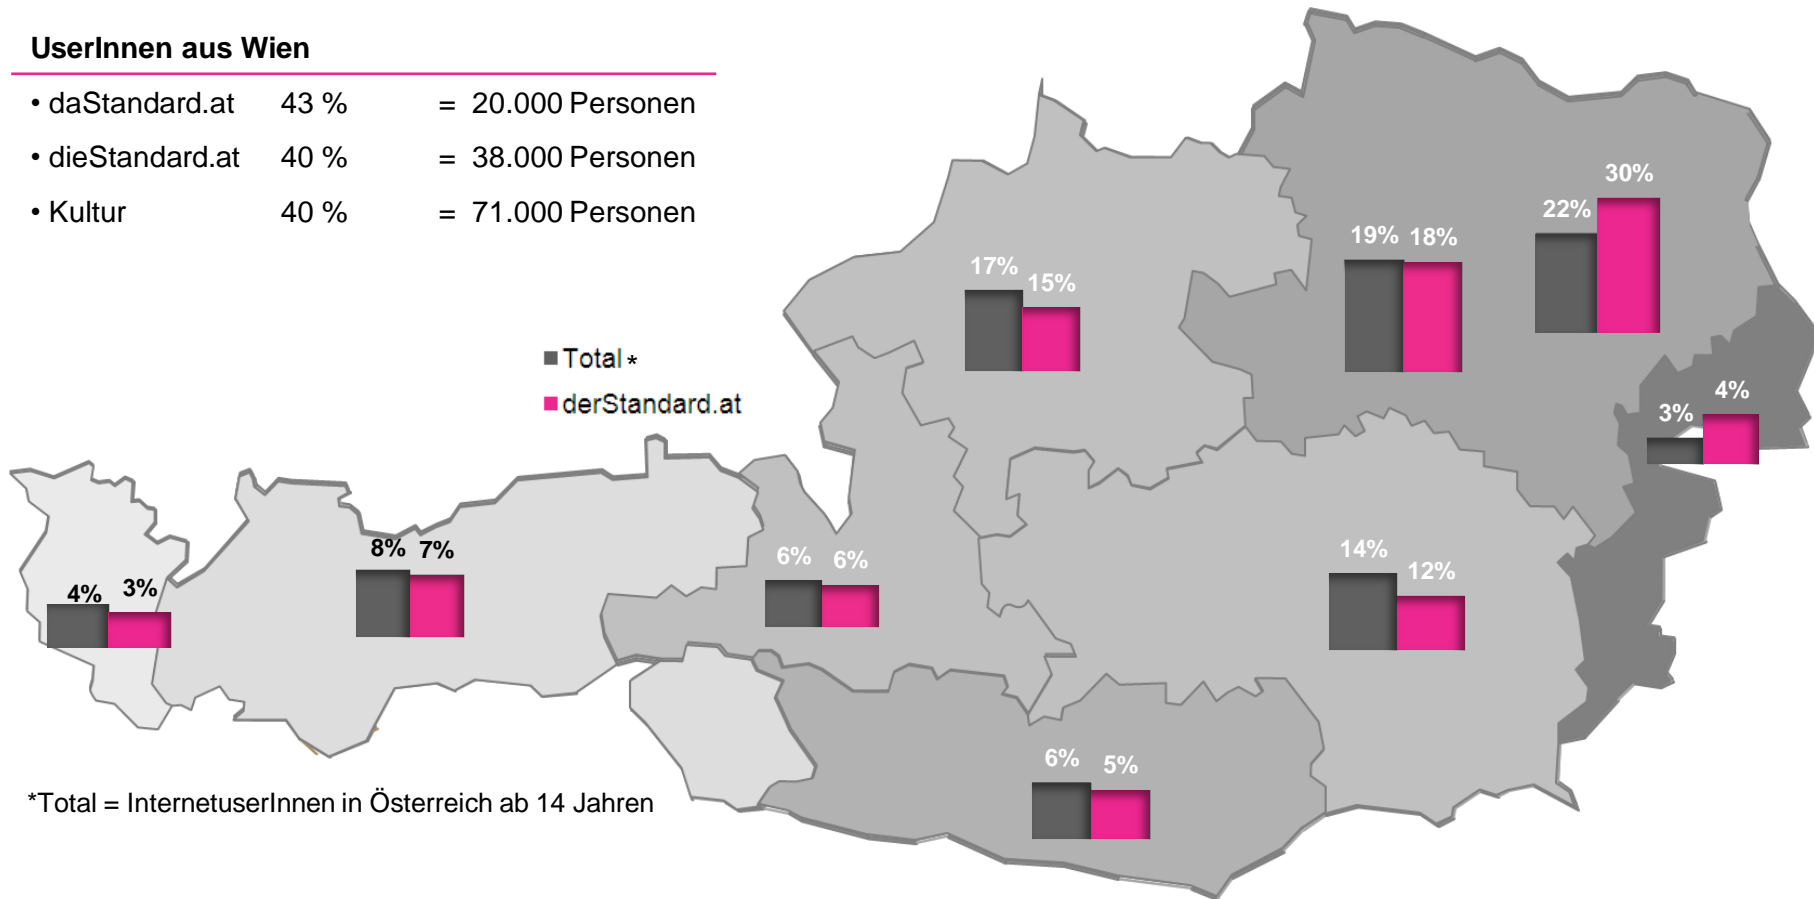 UserInnen aus Wien
• daStandard.at 43 % = 20.000 Personen
• dieStandard.at 40 % = 38.000 Personen
• Kultur 40 % = 71.000 Personen
30%
22%
19% 18%
17%
15%
Total *
derStandard.at
4%
3%
8% 7%
6% 6%
14%
12%
4% 3%
6% 5%
*Total = InternetuserInnen in Österreich ab 14 Jahren